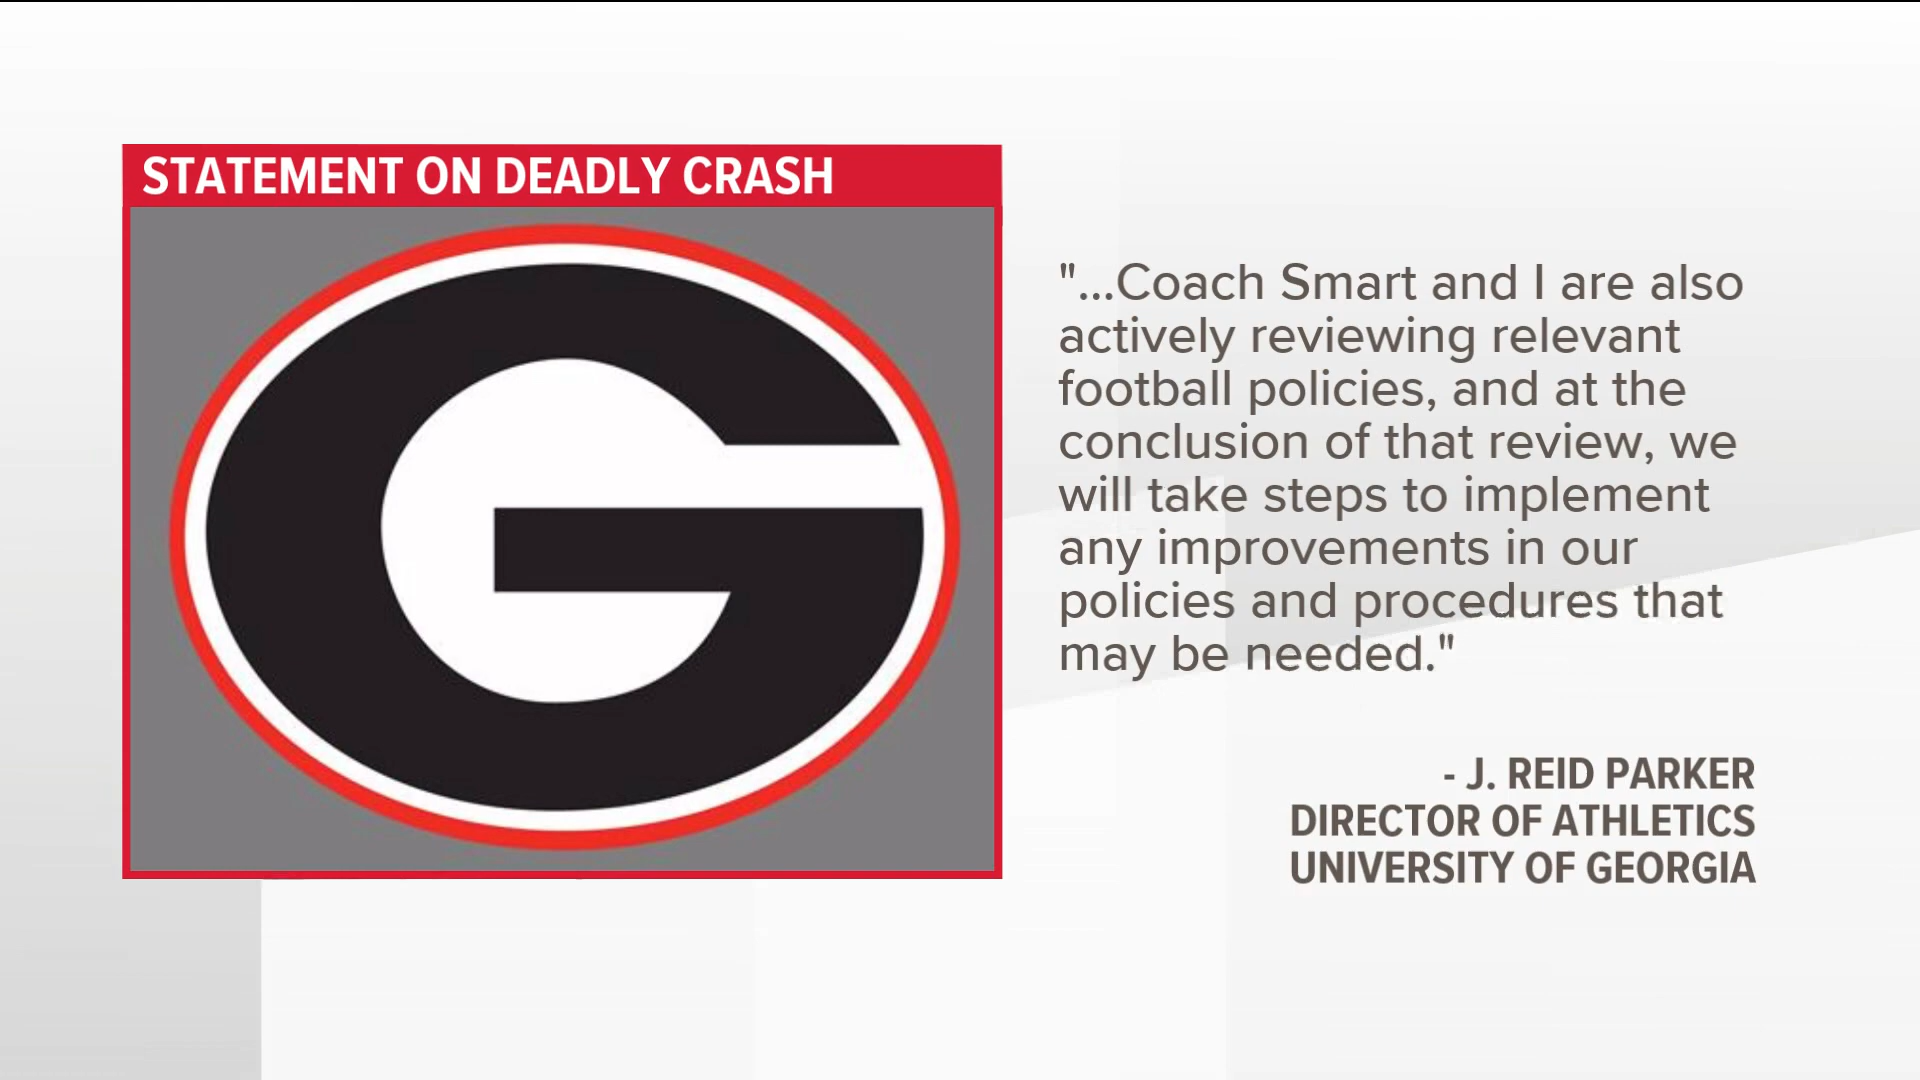 STATEMENT ON DEADLY CRASH
G
"...Coach Smart and I are also
actively reviewing relevant
football policies, and at the
conclusion of that review, we
will take steps to implement
any improvements in our
policies and procedures that
may be needed."
- J. REID PARKER
DIRECTOR OF ATHLETICS
UNIVERSITY OF GEORGIA